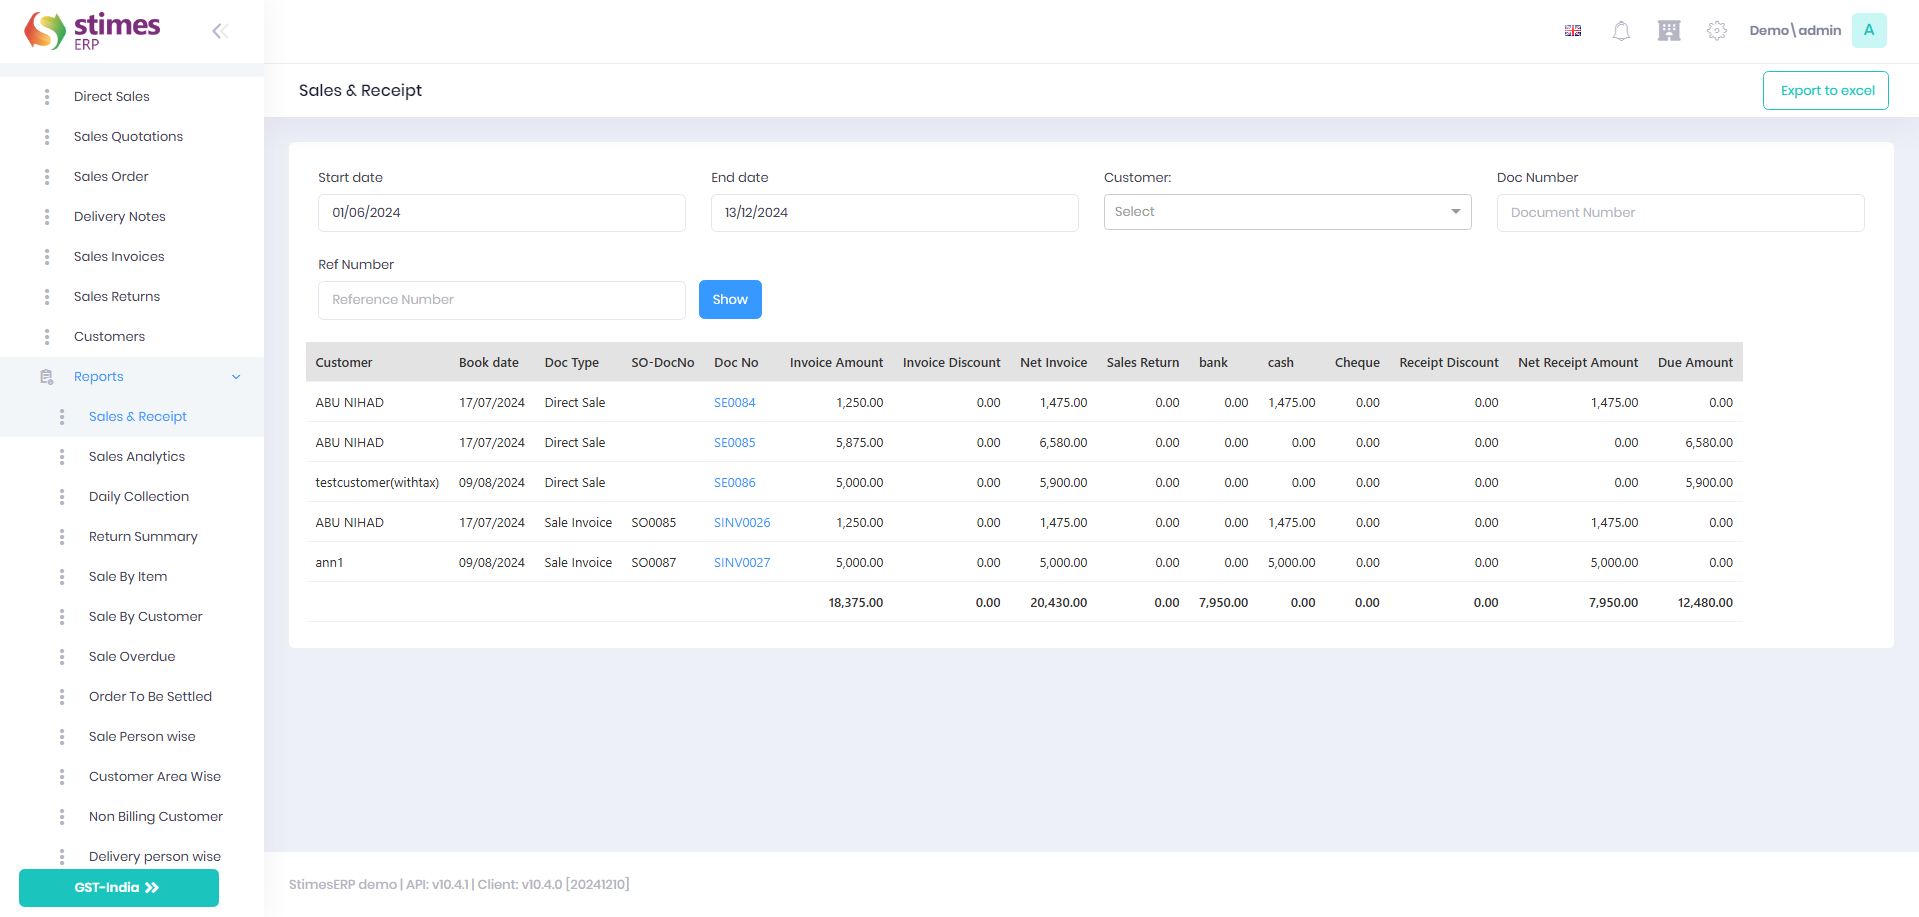 stimes
ERP
Demo\admin
A
Direct Sales
Sales Quotations
Sales Order
Delivery Notes
Sales Invoices
Sales Returns
Customers
Reports
Sales & Receipt
Sales Analytics
Daily Collection
Return Summary
Sale By Item
Sale By Customer
Sale Overdue
Order To Be Settled
Sale Person wise
Customer Area Wise
Non Billing Customer
Delivery person wise
GST-India
Sales & Receipt
Export to excel
Start date End date Customer: Doc Number
01/06/2024 13/12/2024 Select Document Number
Ref Number
Reference Number Show
Customer Book date Doc Type SO-DocNo Doc No Invoice Amount Invoice Discount Net Invoice Sales Return bank cash Cheque Receipt Discount Net Receipt Amount Due Amount
ABU NIHAD 17/07/2024 Direct Sale SE0084 1,250.00 0.00 1,475.00 0.00 0.00 1,475.00 0.00 0.00 1,475.00 0.00
ABU NIHAD 17/07/2024 Direct Sale SE0085 5,875.00 0.00 6,580.00 0.00 0.00 0.00 0.00 0.00 0.00 6,580.00
testcustomer(withtax) 09/08/2024 Direct Sale SE0086 5,000.00 0.00 5,900.00 0.00 0.00 0.00 0.00 0.00 0.00 5,900.00
ABU NIHAD 17/07/2024 Sale Invoice SO0085 SINV0026 1,250.00 0.00 1,475.00 0.00 0.00 1,475.00 0.00 0.00 1,475.00 0.00
ann1 09/08/2024 Sale Invoice SO0087 SINV0027 5,000.00 0.00 5,000.00 0.00 0.00 5,000.00 0.00 0.00 5,000.00 0.00
18,375.00 0.00 20,430.00 0.00 7,950.00 0.00 0.00 0.00 7,950.00 12,480.00
StimesERP demo | API: v10.4.1 | Client: v10.4.0 [20241210]